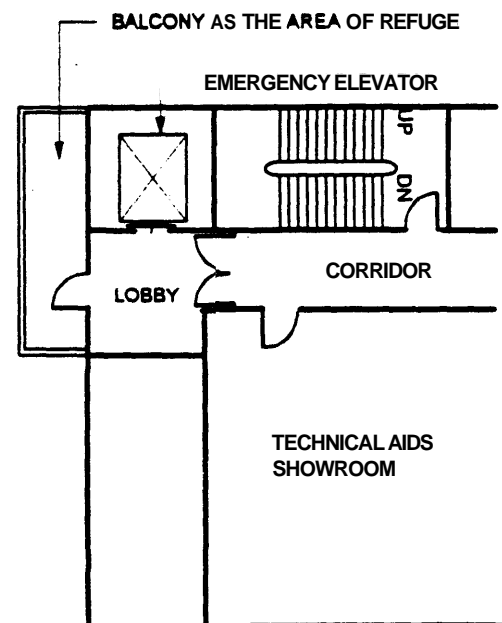 BALCONY AS THE AREA OF REFUGE
EMERGENCY ELEVATOR
UP
DN
CORRIDOR
LOBBY
TECHNICAL AIDS
SHOWROOM